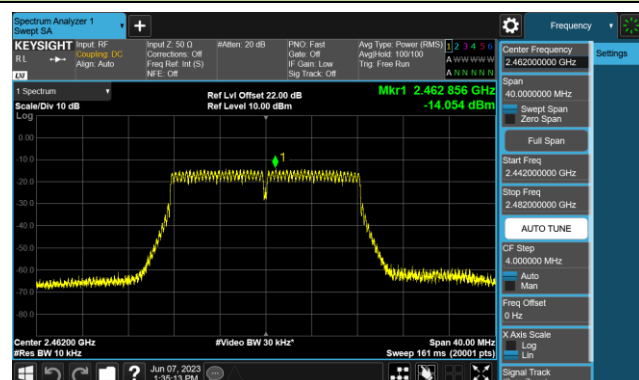 Spectrum Analyzer 1
Swept SA
Frequency
KEYSIGHT
RL
Input: RF
Coupling: DC
Align: Auto
Input Z: 50 Ω
Corrections: Off
Freq Ref: Int (S)
NFE: Off
#Atten: 20 dB
PNO: Fast
Gate: Off
IF Gain: Low
Sig Track: Off
Avg Type: Power (RMS)
Avg|Hold: 100/100
Trig: Free Run
1 2 3 4 5 6
A W W W W W
A N N N N N
1 Spectrum
Scale/Div 10 dB
Log
Ref Lvl Offset 22.00 dB
Ref Level 10.00 dBm
Mkr1 2.462 856 GHz
-14.054 dBm
0.00
-10.0
-20.0
-30.0
-40.0
-50.0
-60.0
-70.0
-80.0
1
Center 2.46200 GHz
#Res BW 10 kHz
#Video BW 30 kHz*
Span 40.00 MHz
Sweep 161 ms (20001 pts)
Jun 07, 2023
1:35:13 PM
Center Frequency
2.462000000 GHz
Settings
Span
40.0000000 MHz
Swept Span
Zero Span
Full Span
Start Freq
2.442000000 GHz
Stop Freq
2.482000000 GHz
AUTO TUNE
CF Step
4.000000 MHz
Auto
Man
Freq Offset
0 Hz
X Axis Scale
Log
Lin
Signal Track